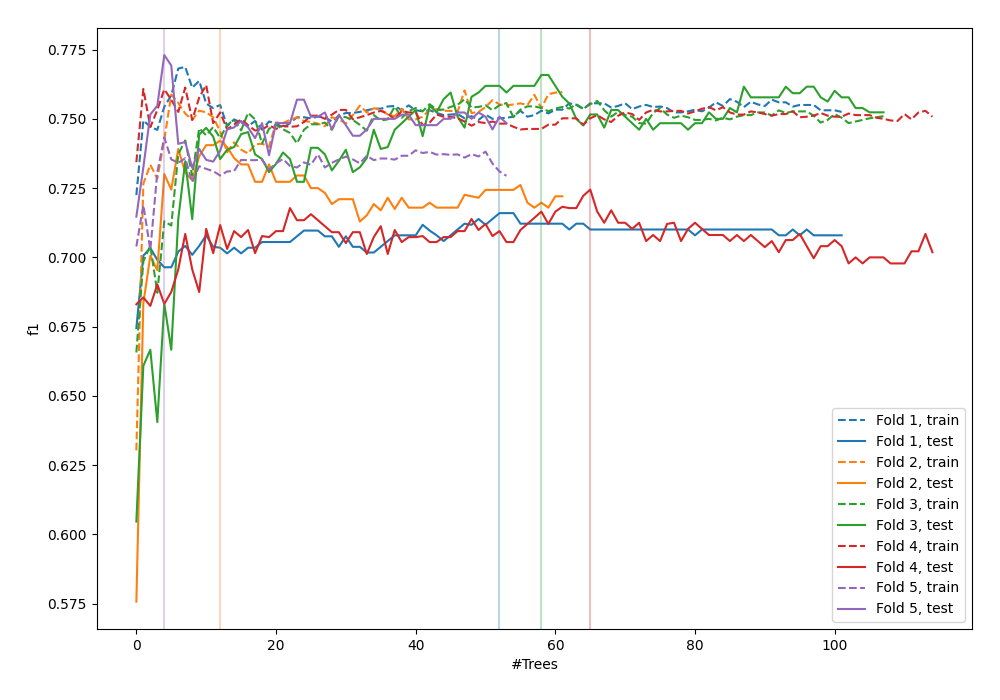 0.775
0.750
0.725
0.700
0.675
0.650
0.625
0.600
0.575
f1
0 20 40 60 80 100
#Trees
Fold 1, train
Fold 1, test
Fold 2, train
Fold 2, test
Fold 3, train
Fold 3, test
Fold 4, train
Fold 4, test
Fold 5, train
Fold 5, test